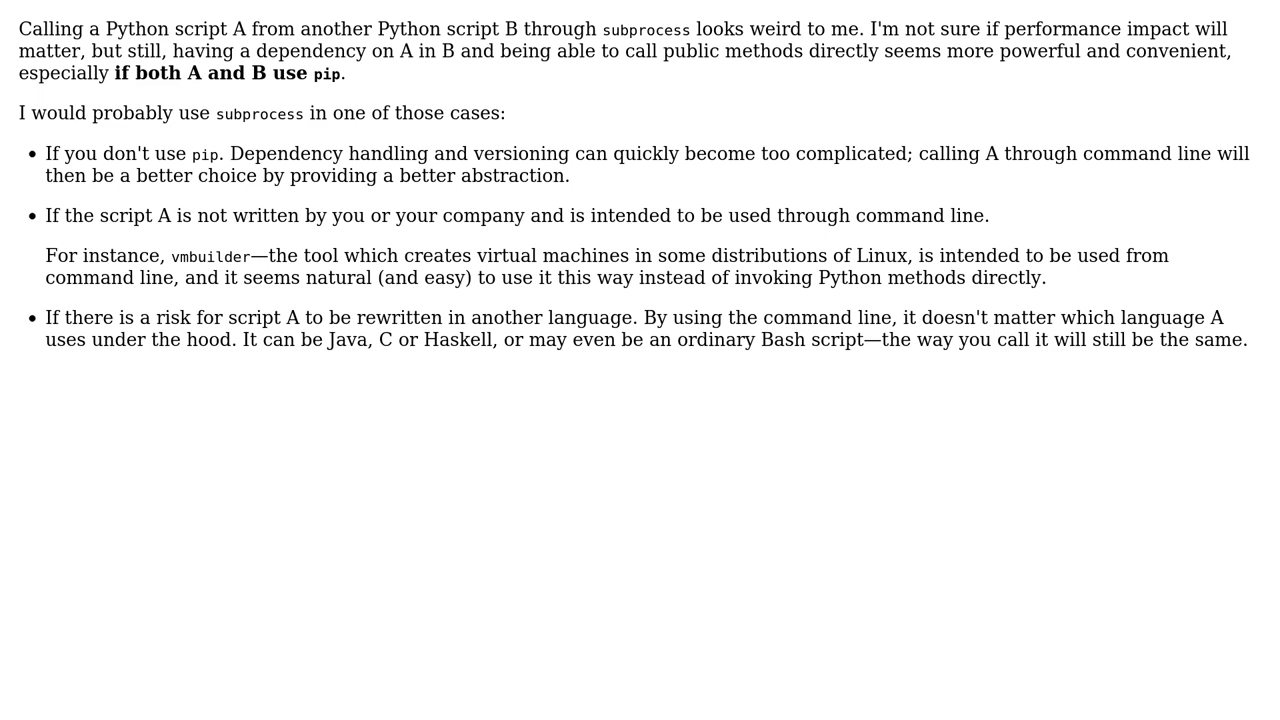 Calling a Python script A from another Python script B through subprocess looks weird to me. I'm not sure if performance impact will
matter, but still, having a dependency on A in B and being able to call public methods directly seems more powerful and convenient,
especially if both A and B use pip.
I would probably use subprocess in one of those cases:
• If you don't use pip. Dependency handling and versioning can quickly become too complicated; calling A through command line will
then be a better choice by providing a better abstraction.
• If the script A is not written by you or your company and is intended to be used through command line.
For instance, vmbuilder—the tool which creates virtual machines in some distributions of Linux, is intended to be used from
command line, and it seems natural (and easy) to use it this way instead of invoking Python methods directly.
• If there is a risk for script A to be rewritten in another language. By using the command line, it doesn't matter which language A
uses under the hood. It can be Java, C or Haskell, or may even be an ordinary Bash script—the way you call it will still be the same.